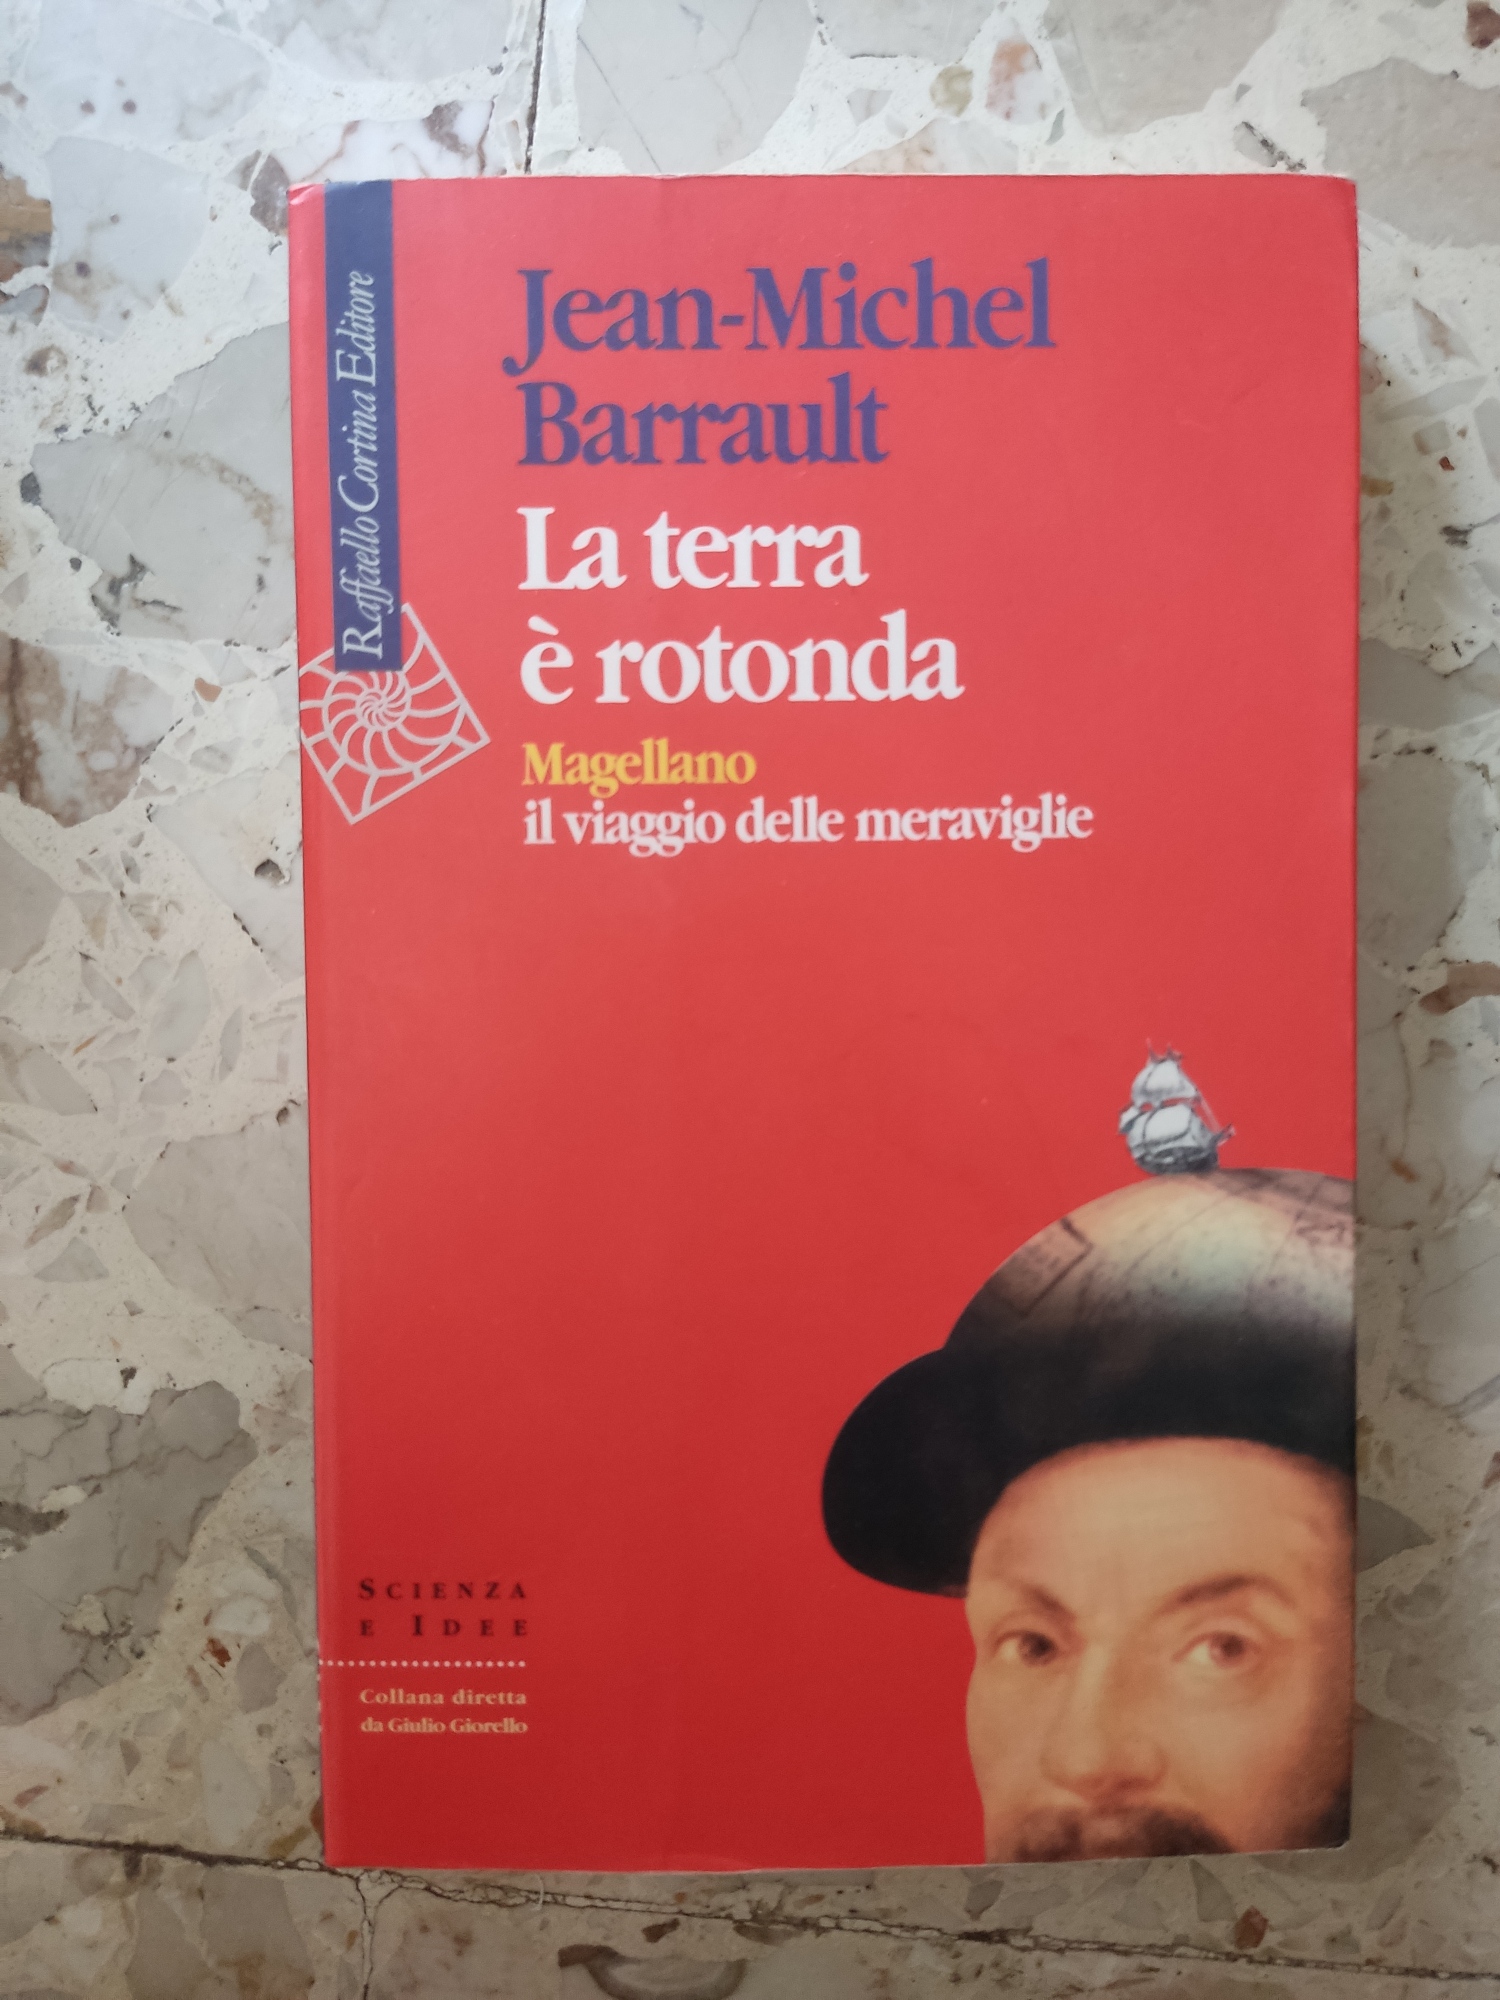 Raffaello Cortina Editore
Jean-Michel
Barrault
La terra
è rotonda
Magellano
il viaggio delle meraviglie
SCIENZA
E IDEE
Collana diretta
da Giulio Giorello